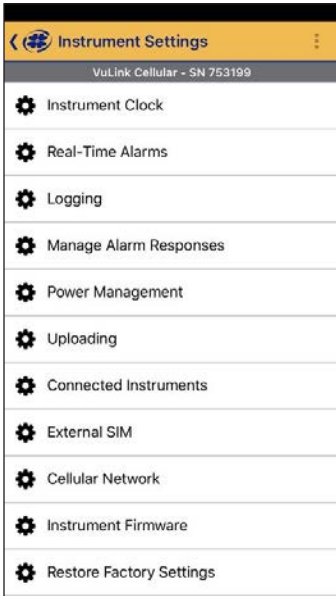 Instrument Settings
VuLink Cellular - SN 753199
Instrument Clock
Real-Time Alarms
Logging
Manage Alarm Responses
Power Management
Uploading
Connected Instruments
External SIM
Cellular Network
Instrument Firmware
Restore Factory Settings